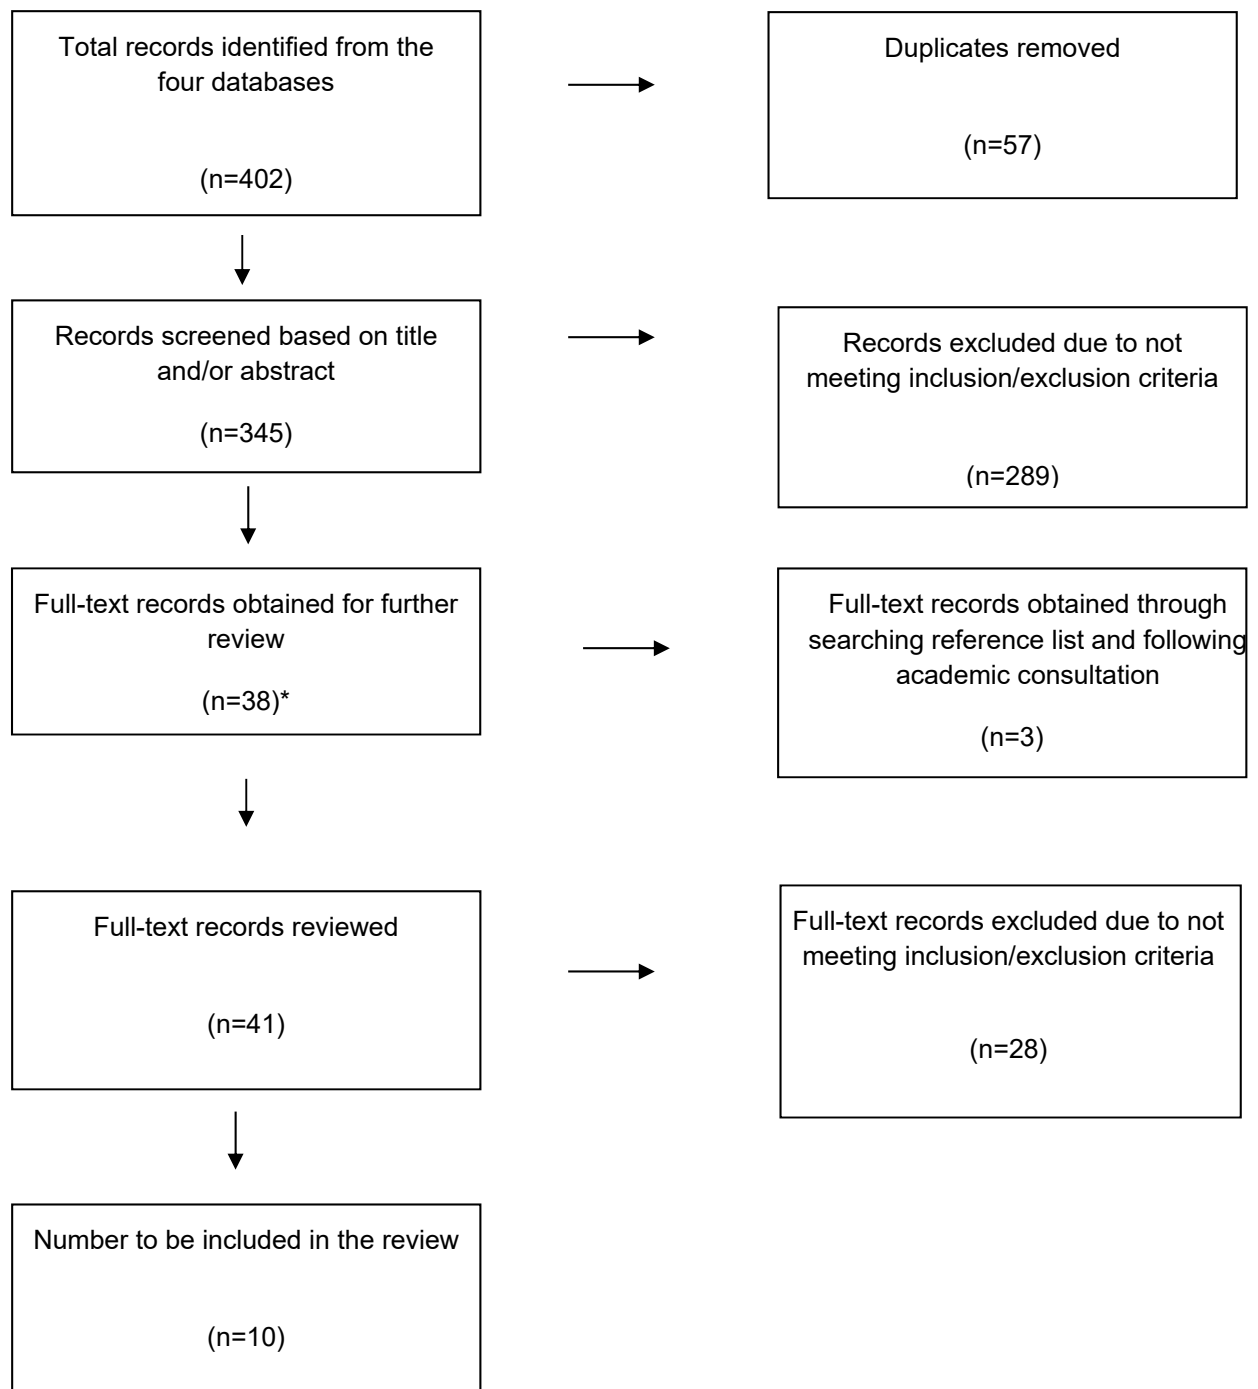 Total records identified from the
four databases
(n=402)
Duplicates removed
(n=57)
Records screened based on title
and/or abstract
(n=345)
Records excluded due to not
meeting inclusion/exclusion criteria
(n=289)
Full-text records obtained for further
review
(n=38)*
Full-text records obtained through
searching reference list and following
academic consultation
(n=3)
Full-text records reviewed
(n=41)
Full-text records excluded due to not
meeting inclusion/exclusion criteria
(n=28)
Number to be included in the review
(n=10)